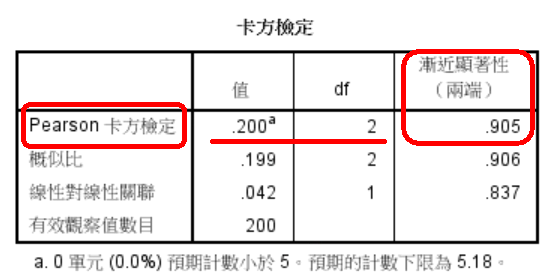 卡方檢定
值 df 漸近顯著性
（兩端）
Pearson 卡方檢定 .200a 2 .905
概似比 .199 2 .906
線性對線性關聯 .042 1 .837
有效觀察值數目 200
a. 0 單元 (0.0%) 預期計數小於 5。預期的計數下限為 5.18。